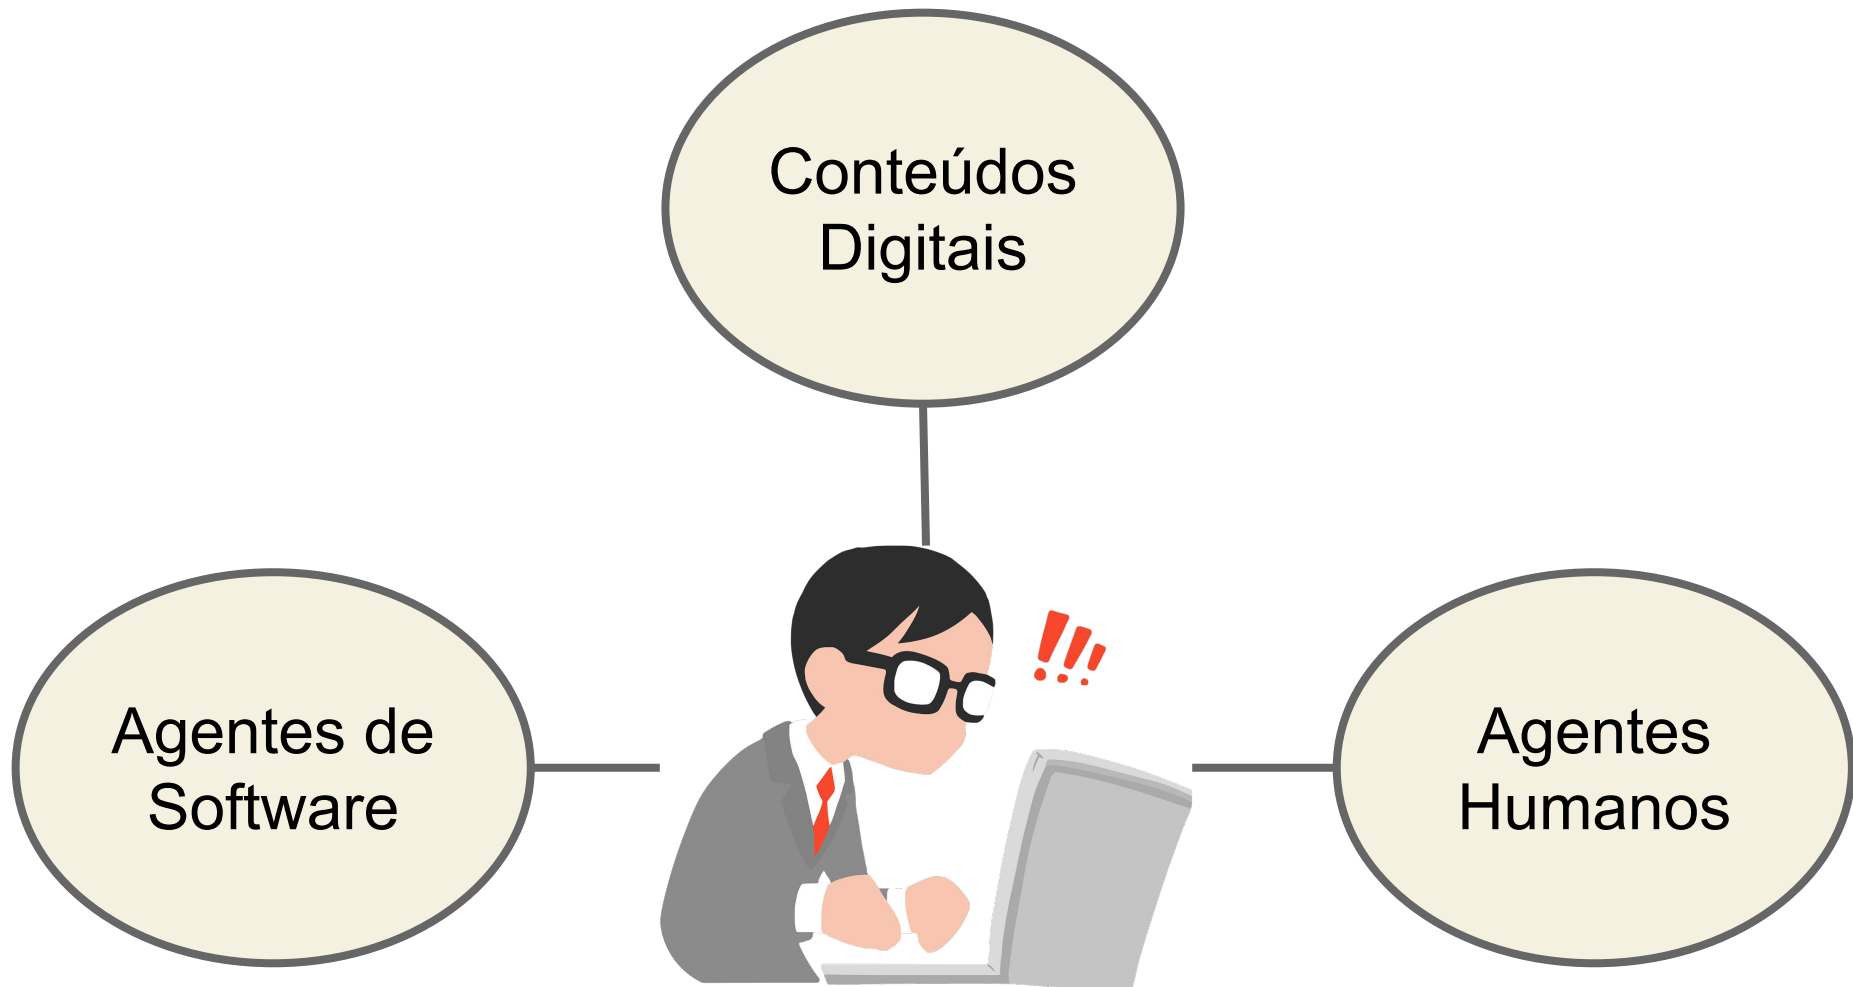 Conteúdos
Digitais
Agentes de
Software
Agentes
Humanos